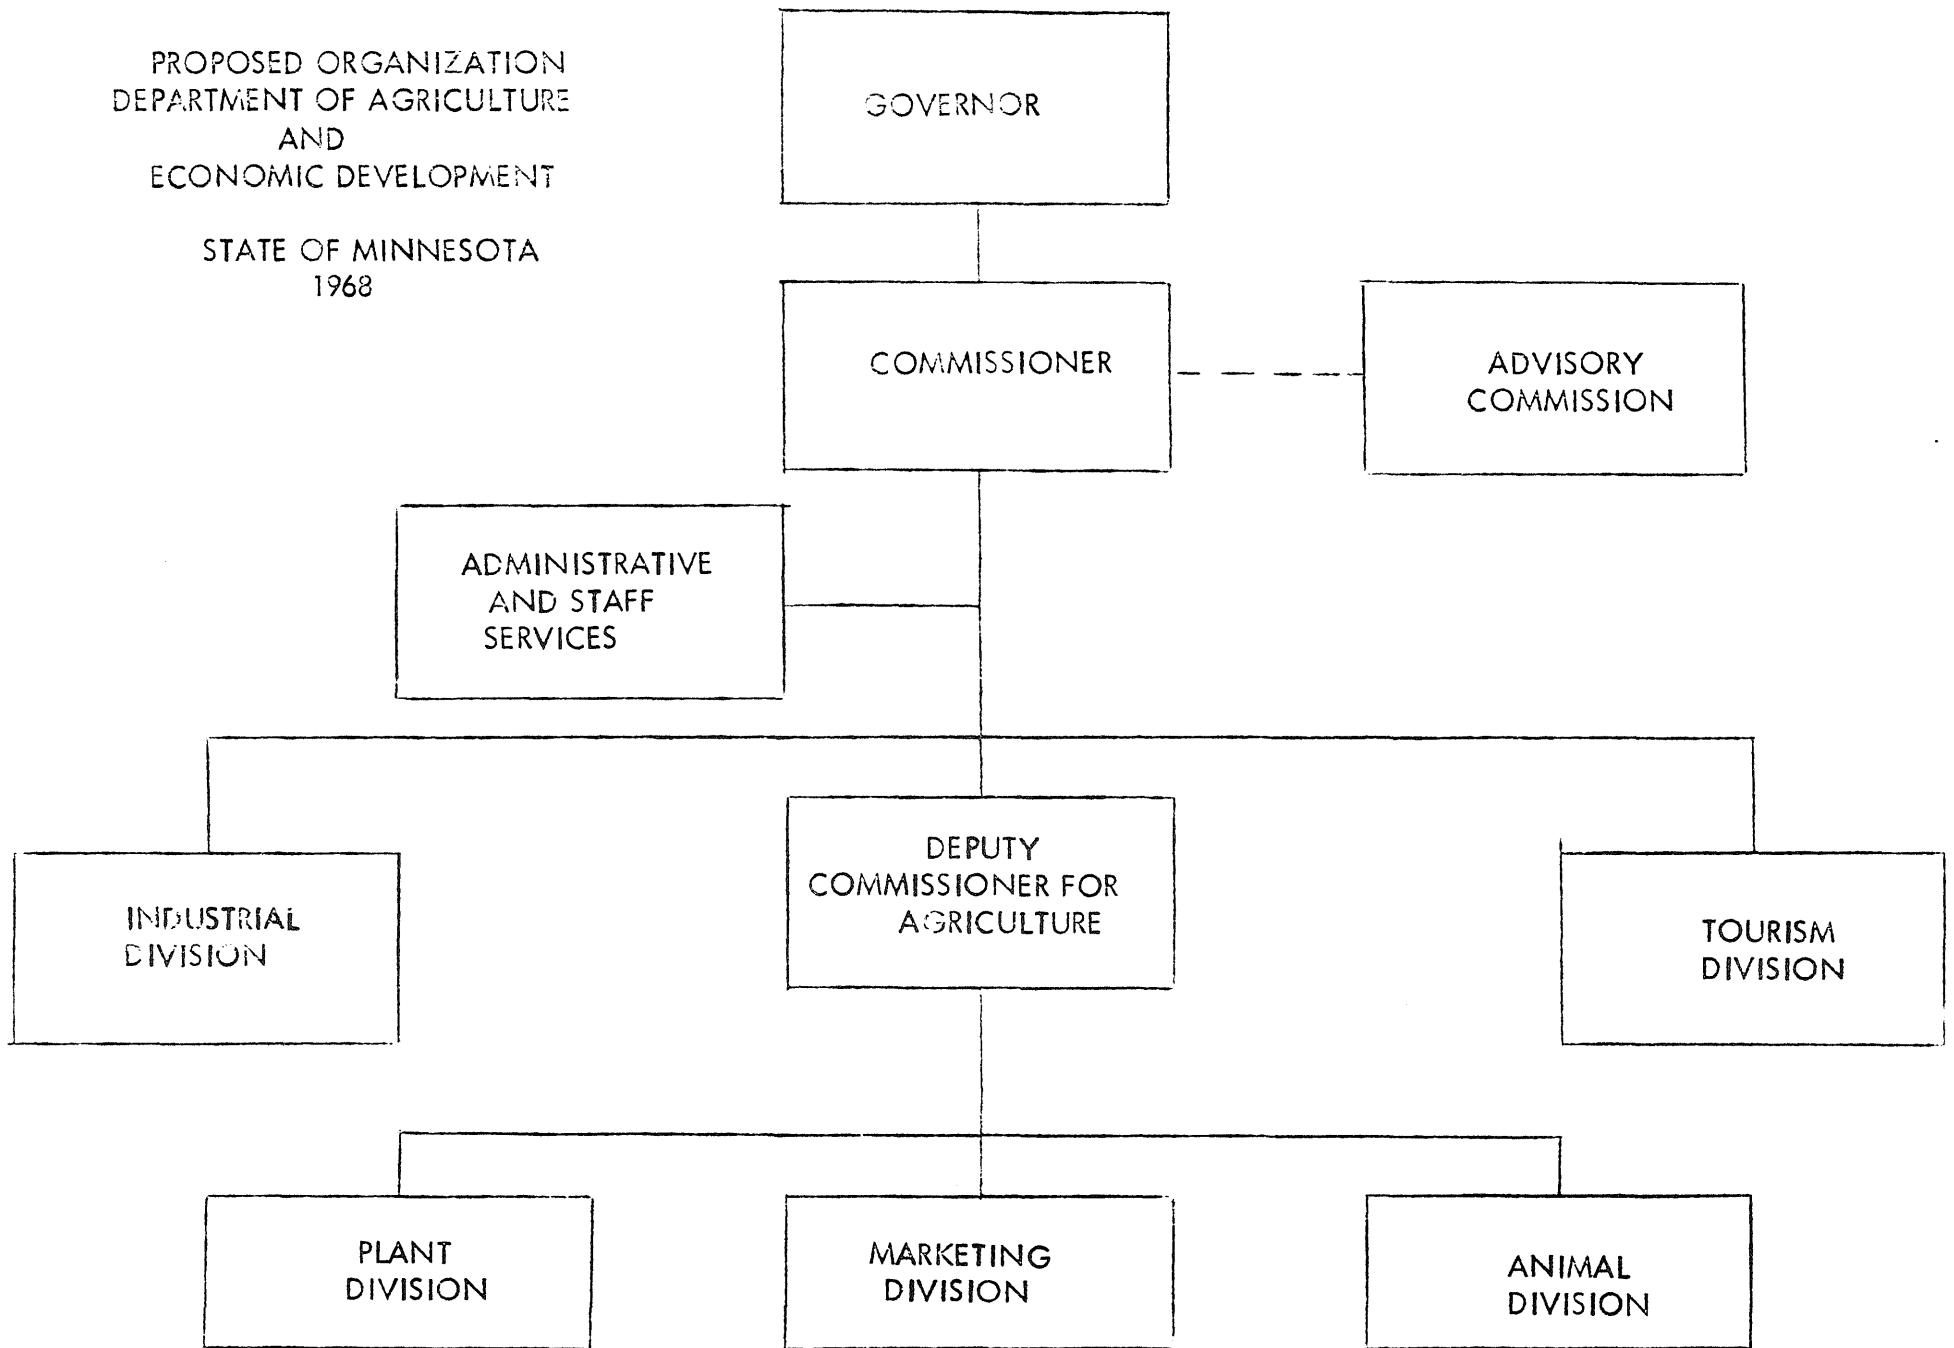 PROPOSED ORGANIZATION
DEPARTMENT OF AGRICULTURE
AND
ECONOMIC DEVELOPMENT
STATE OF MINNESOTA
1968
GOVERNOR
COMMISSIONER
ADVISORY
COMMISSION
ADMINISTRATIVE
AND STAFF
SERVICES
INDUSTRIAL
DIVISION
DEPUTY
COMMISSIONER FOR
AGRICULTURE
TOURISM
DIVISION
PLANT
DIVISION
MARKETING
DIVISION
ANIMAL
DIVISION